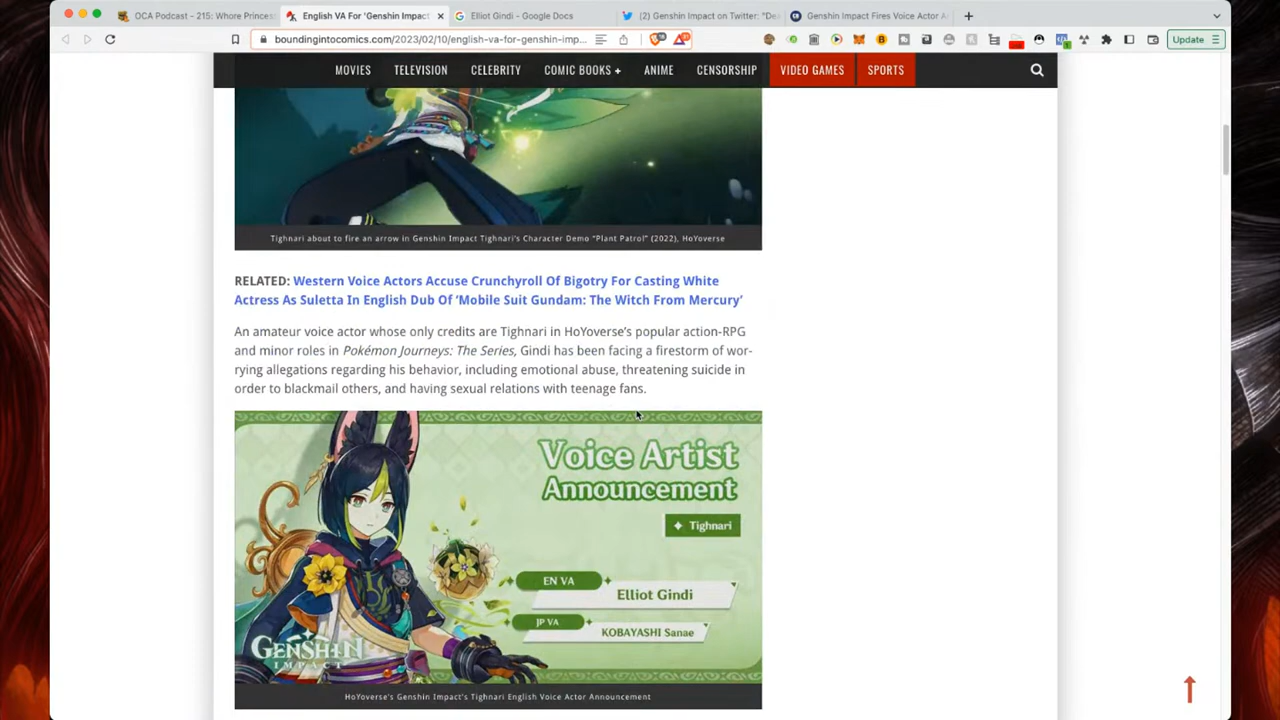 OCA Podcast - 215: Whore Princes
English VA For 'Genshin Impact
Elliot Gindi - Google Docs
(2) Genshin Impact on Twitter: "De
Genshin Impact Fires Voice Actor A
boundingintocomics.com/2023/02/10/english-va-for-genshin-imp...
Update
MOVIES
TELEVISION
CELEBRITY
COMIC BOOKS +
ANIME
CENSORSHIP
VIDEO GAMES
SPORTS
Tighnari about to fire an arrow in Genshin Impact Tighnari's Character Demo "Plant Patrol" (2022), HoYoverse
RELATED: Western Voice Actors Accuse Crunchyroll Of Bigotry For Casting White
Actress As Suletta In English Dub Of 'Mobile Suit Gundam: The Witch From Mercury'
An amateur voice actor whose only credits are Tighnari in HoYoverse's popular action-RPG
and minor roles in Pokémon Journeys: The Series, Gindi has been facing a firestorm of wor-
rying allegations regarding his behavior, including emotional abuse, threatening suicide in
order to blackmail others, and having sexual relations with teenage fans.
Voice Artist
Announcement
Tighnari
EN VA
Elliot Gindi
JP VA
KOBAYASHI Sanae
GENSHIN
IMPACT
HoYoverse's Genshin Impact's Tighnari English Voice Actor Announcement